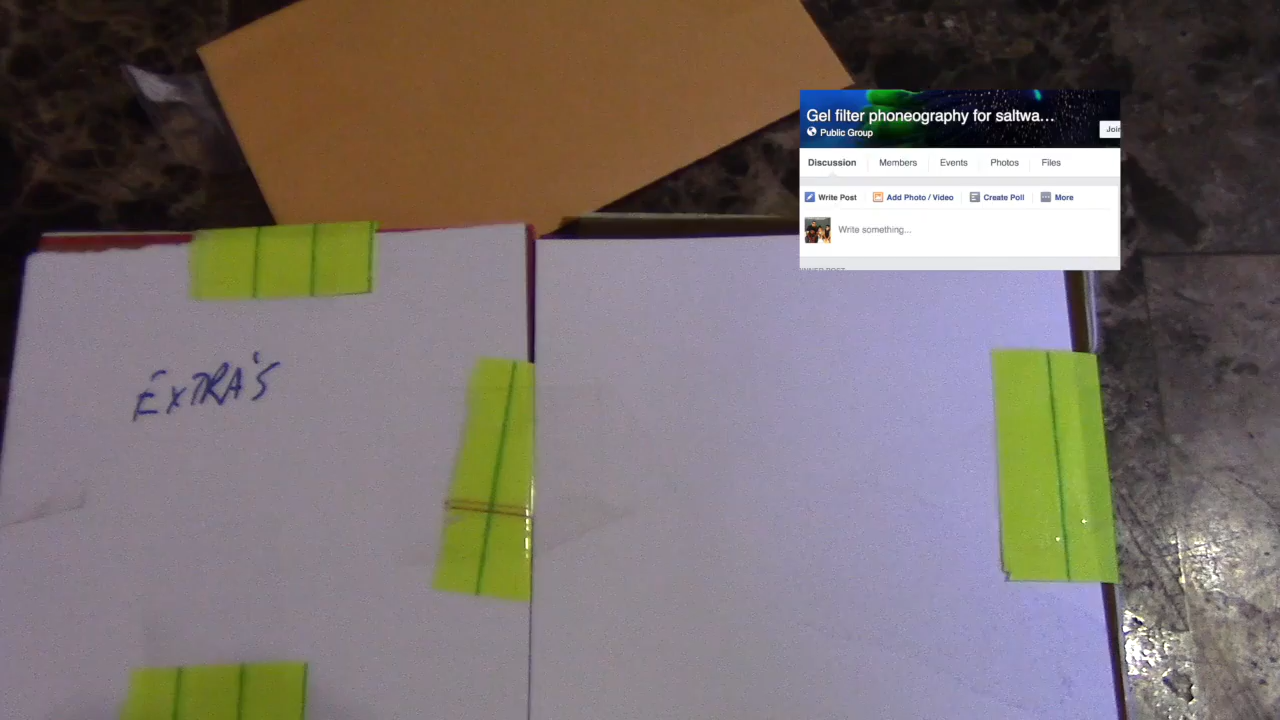 Gel filter phoneography for saltwa...
Public Group
Join
Discussion Members Events Photos Files
Write Post Add Photo / Video Create Poll More
Write something...
EXTRA'S